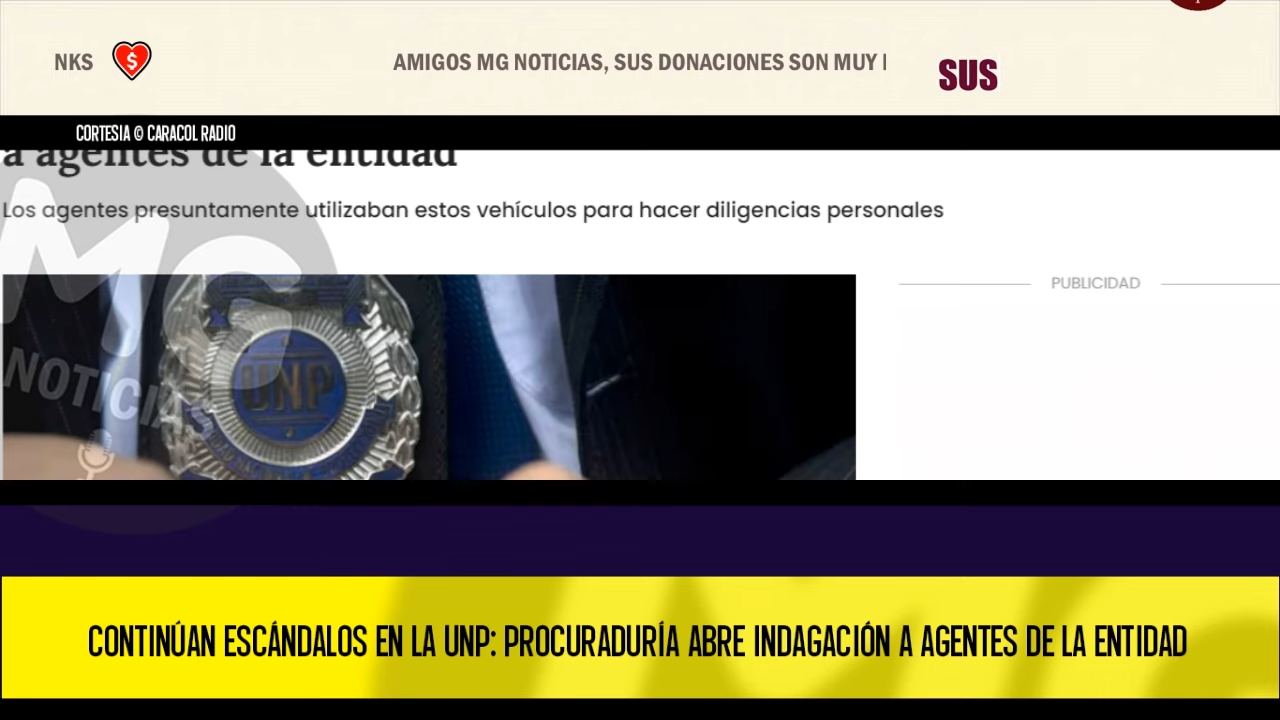 NKS
AMIGOS MG NOTICIAS, SUS DONACIONES SON MUY
SUS
CORTESIA © CARACOL RADIO
a agentes de la entidad
Los agentes presuntamente utilizaban estos vehículos para hacer diligencias personales
PUBLICIDAD
UNP
MG
NOTICIAS
CONTINÚAN ESCÁNDALOS EN LA UNP: PROCURADURÍA ABRE INDAGACIÓN A AGENTES DE LA ENTIDAD